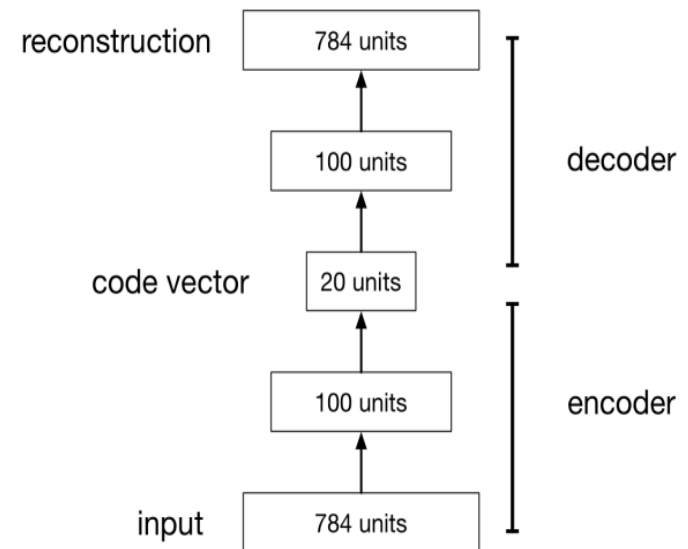 reconstruction
784 units
100 units
decoder
code vector
20 units
100 units
encoder
input
784 units